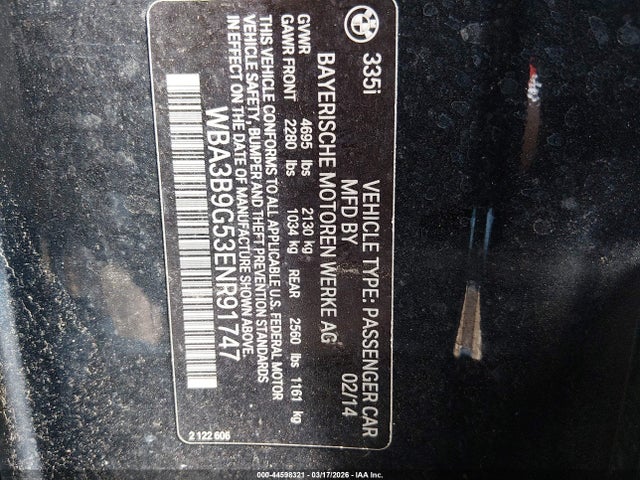 BMW
335i
VEHICLE TYPE: PASSENGER CAR
MFD BY 02/14
BAYERISCHE MOTOREN WERKE AG
GVWR 4695 lbs 2130 kg
GAWR FRONT 2280 lbs 1034 kg REAR 2560 lbs 1161 kg
THIS VEHICLE CONFORMS TO ALL APPLICABLE U.S. FEDERAL MOTOR
VEHICLE SAFETY, BUMPER AND THEFT PREVENTION STANDARDS
IN EFFECT ON THE DATE OF MANUFACTURE SHOWN ABOVE.
WBA3B9G53ENR91747
2 122 606
000-44598321 - 03/17/2026 - IAA Inc.